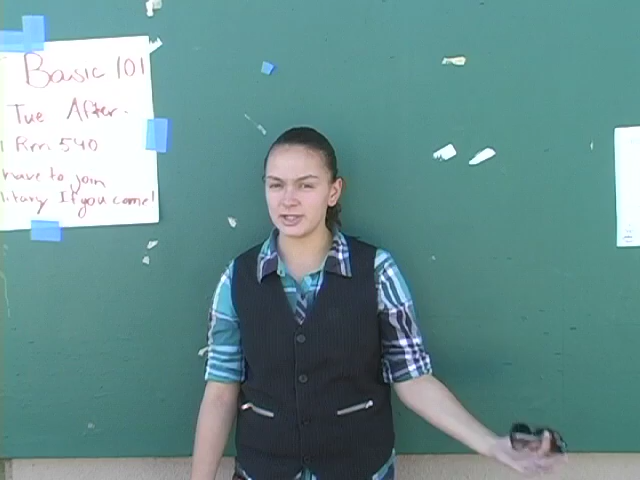 Basic 101
Tue After.
Rm. 540
have to join
litary If you come!